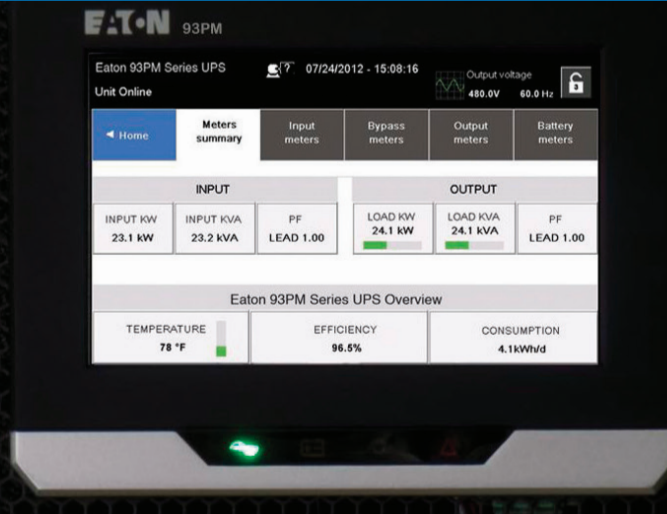 EATON 93PM
Eaton 93PM Series UPS
? 07/24/2012 - 15:08:16
Unit Online
Output voltage
480.0V 60.0 Hz
◄ Home
Meters
summary
Input
meters
Bypass
meters
Output
meters
Battery
meters
INPUT
OUTPUT
INPUT KW
23.1 kW
INPUT KVA
23.2 kVA
PF
LEAD 1.00
LOAD KW
24.1 kW
LOAD KVA
24.1 kVA
PF
LEAD 1.00
Eaton 93PM Series UPS Overview
TEMPERATURE
78 °F
EFFICIENCY
96.5%
CONSUMPTION
4.1kWh/d